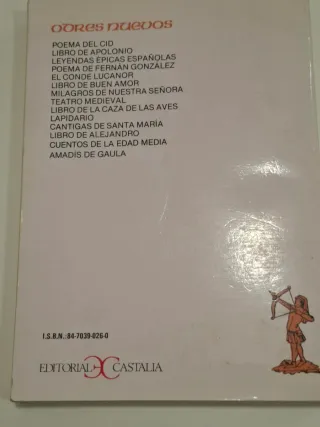 ODRES NUEVOS
POEMA DEL CID
LIBRO DE APOLONIO
LEYENDAS ÉPICAS ESPAÑOLAS
POEMA DE FERNÁN GONZÁLEZ
EL CONDE LUCANOR
LIBRO DE BUEN AMOR
MILAGROS DE NUESTRA SEÑORA
TEATRO MEDIEVAL
LIBRO DE LA CAZA DE LAS AVES
LAPIDARIO
CANTIGAS DE SANTA MARÍA
LIBRO DE ALEJANDRO
CUENTOS DE LA EDAD MEDIA
AMADÍS DE GAULA
I.S.B.N.:84-7039-026-0
EDITORIAL CASTALIA